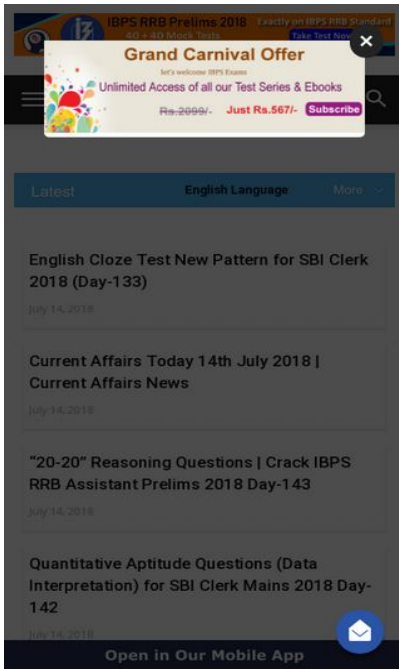 IBPS RRB Prelims 2018 Exactly on IBPS RRB Standard
40 + 40 Mock Tests Take Test Now
Grand Carnival Offer
let's welcome IBPS Exams
Unlimited Access of all our Test Series & Ebooks
Rs.2099/- Just Rs.567/- Subscribe
Latest English Language More
English Cloze Test New Pattern for SBI Clerk
2018 (Day-133)
July 14, 2018
Current Affairs Today 14th July 2018 |
Current Affairs News
July 14, 2018
“20-20” Reasoning Questions | Crack IBPS
RRB Assistant Prelims 2018 Day-143
July 14, 2018
Quantitative Aptitude Questions (Data
Interpretation) for SBI Clerk Mains 2018 Day-
142
July 14, 2018
Open in Our Mobile App